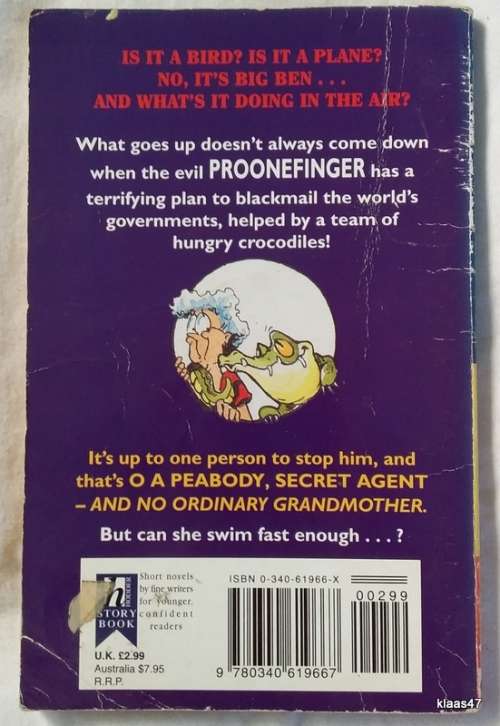 IS IT A BIRD? IS IT A PLANE?
NO, IT'S BIG BEN . . .
AND WHAT'S IT DOING IN THE AIR?
What goes up doesn't always come down
when the evil PROONEFINGER has a
terrifying plan to blackmail the world's
governments, helped by a team of
hungry crocodiles!
It's up to one person to stop him, and
that's O A PEABODY, SECRET AGENT
– AND NO ORDINARY GRANDMOTHER.
But can she swim fast enough . . . ?
h
HODDER
STORY
BOOK
Short novels
by fine writers
for younger,
confident
readers
U.K. £2.99
Australia $7.95
R.R.P.
ISBN 0-340-61966-X
00299
9 780340 619667
klaas47